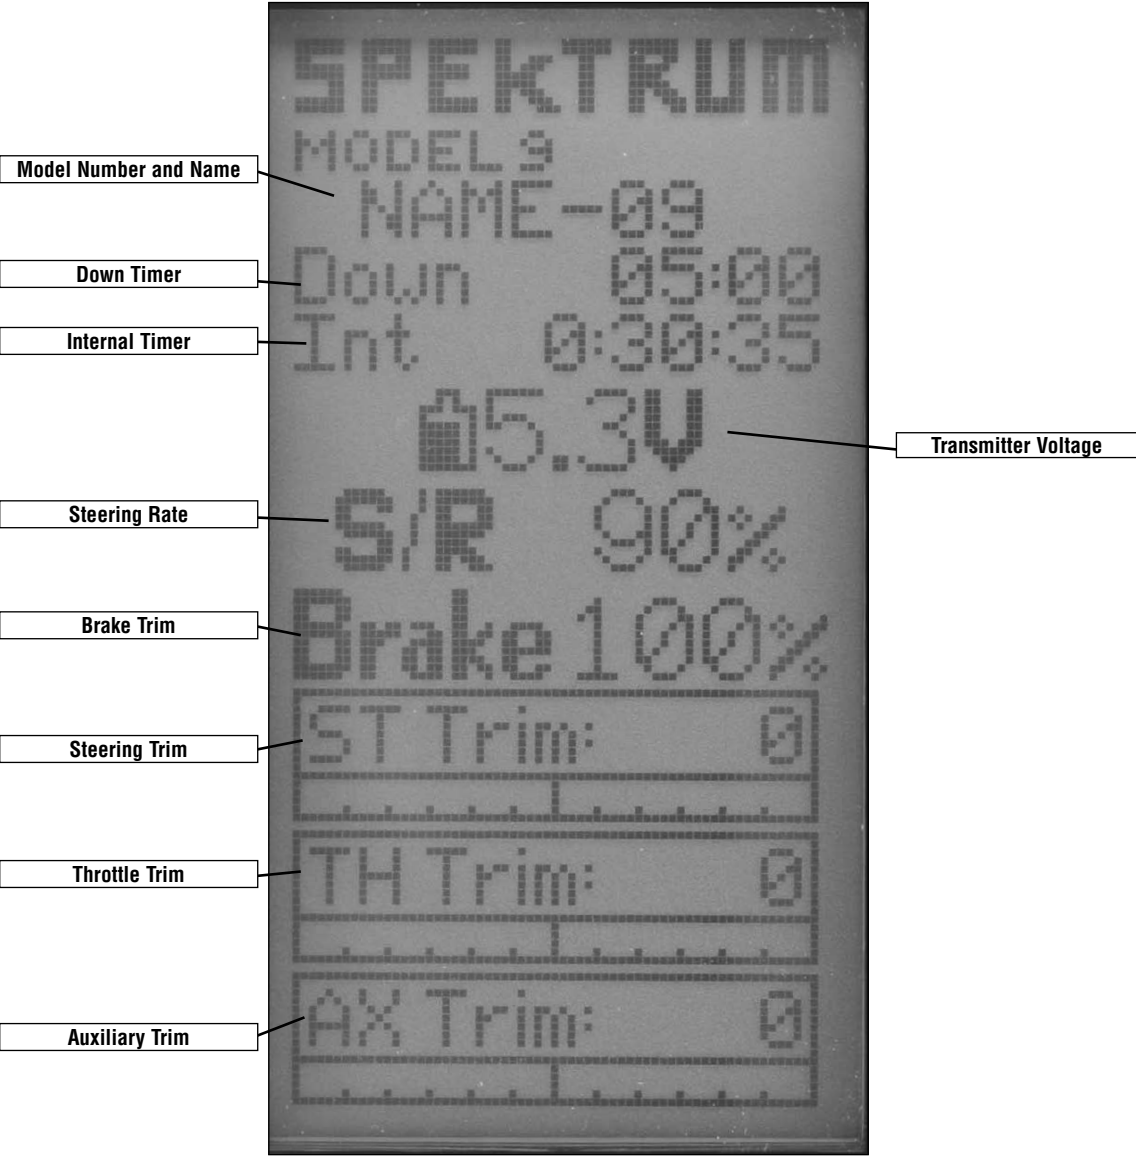 SPEKTRUM
MODEL9
Model Number and Name
NAME-09
Down Timer
Down 05:00
Internal Timer
Int 0:30:35
5.3V
Transmitter Voltage
Steering Rate
S/R 90%
Brake Trim
Brake 100%
Steering Trim
ST Trim: 0
Throttle Trim
TH Trim: 0
Auxiliary Trim
AX Trim: 0